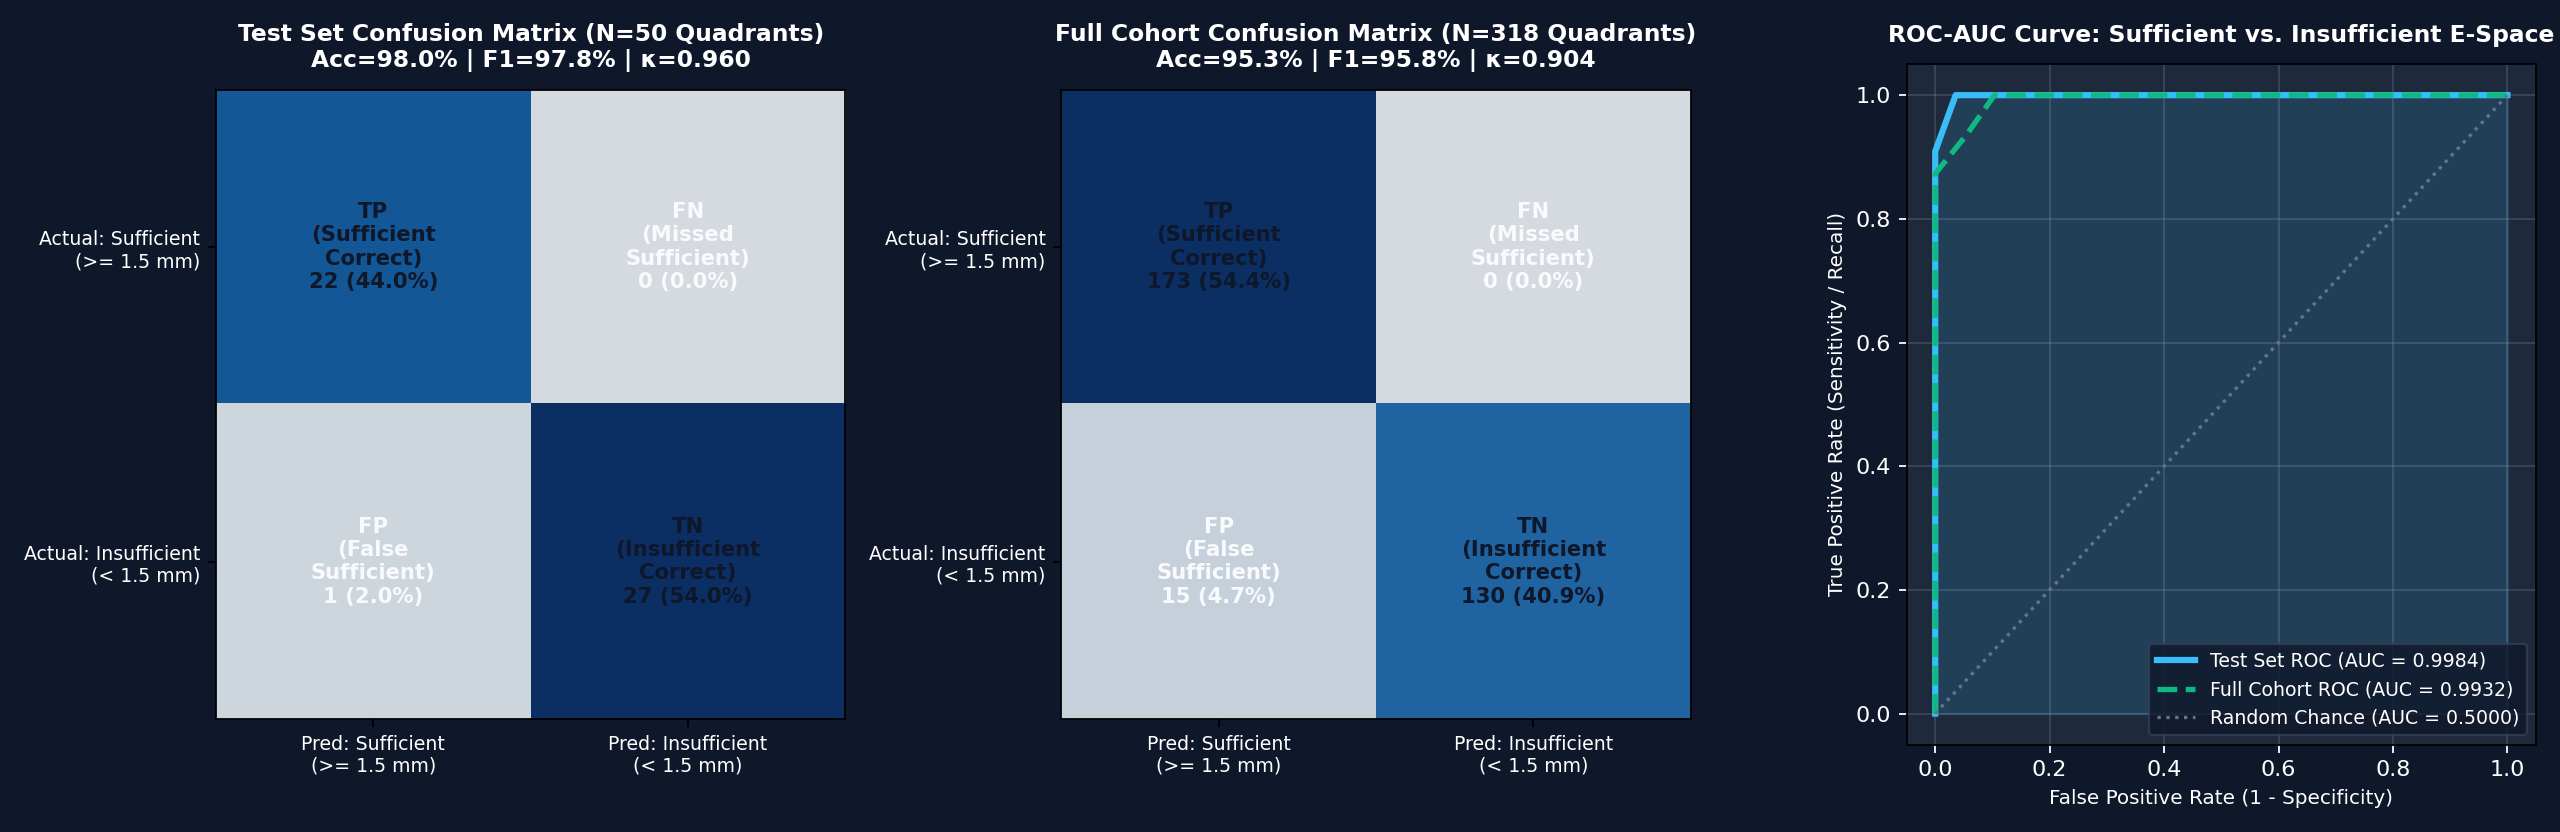 Test Set Confusion Matrix (N=50 Quadrants)
Acc=98.0% | F1=97.8% | κ=0.960
Actual: Sufficient
(>= 1.5 mm)
Actual: Insufficient
(< 1.5 mm)
TP
(Sufficient
Correct)
22 (44.0%)
FN
(Missed
Sufficient)
0 (0.0%)
FP
(False
Sufficient)
1 (2.0%)
TN
(Insufficient
Correct)
27 (54.0%)
Pred: Sufficient
(>= 1.5 mm)
Pred: Insufficient
(< 1.5 mm)
Full Cohort Confusion Matrix (N=318 Quadrants)
Acc=95.3% | F1=95.8% | κ=0.904
Actual: Sufficient
(>= 1.5 mm)
Actual: Insufficient
(< 1.5 mm)
TP
(Sufficient
Correct)
173 (54.4%)
FN
(Missed
Sufficient)
0 (0.0%)
FP
(False
Sufficient)
15 (4.7%)
TN
(Insufficient
Correct)
130 (40.9%)
Pred: Sufficient
(>= 1.5 mm)
Pred: Insufficient
(< 1.5 mm)
ROC-AUC Curve: Sufficient vs. Insufficient E-Space
True Positive Rate (Sensitivity / Recall)
1.0
0.8
0.6
0.4
0.2
0.0
Test Set ROC (AUC = 0.9984)
Full Cohort ROC (AUC = 0.9932)
Random Chance (AUC = 0.5000)
0.0 0.2 0.4 0.6 0.8 1.0
False Positive Rate (1 - Specificity)